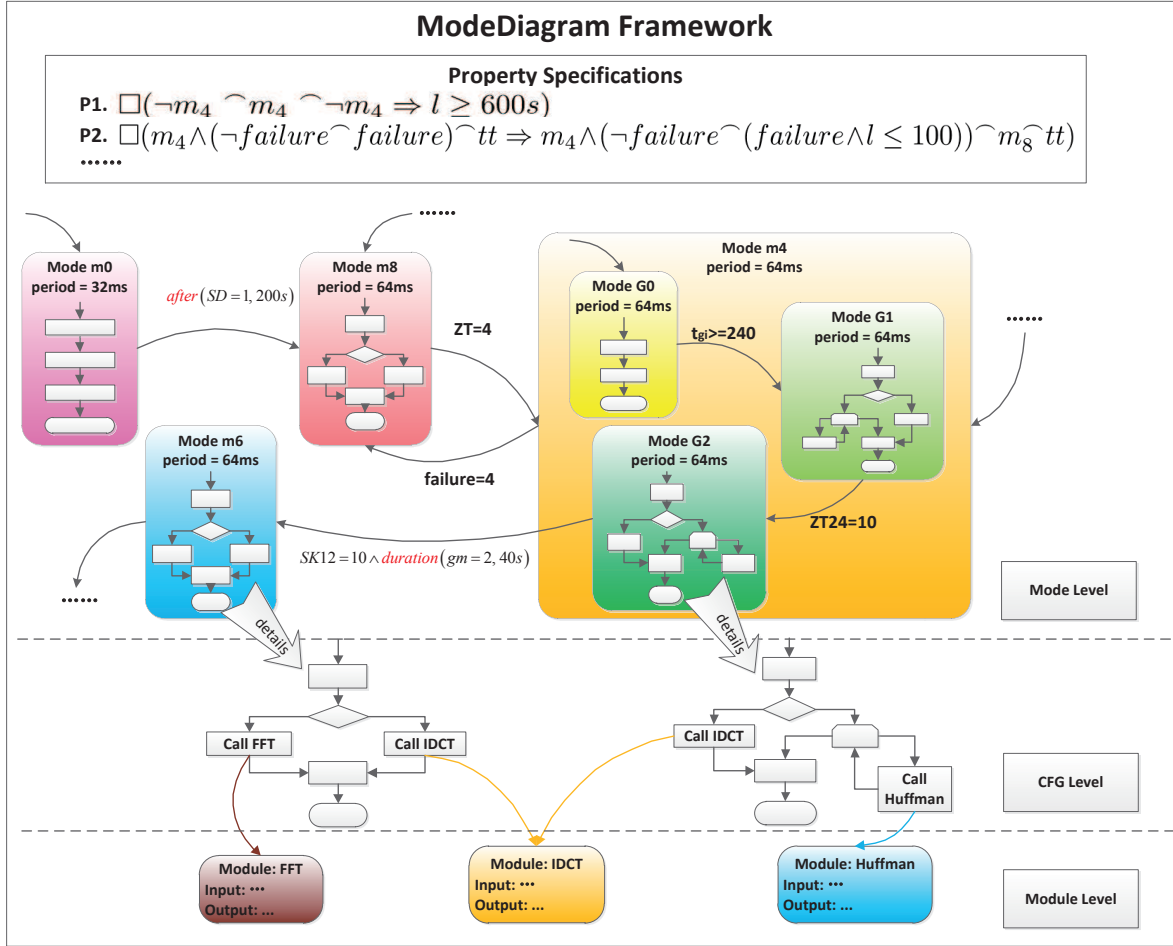 ModeDiagram Framework
Property Specifications
P1. □(¬m₄ ⌢ m₄ ⌢ ¬m₄ ⇒ l ≥ 600s)
P2. □(m₄∧(¬failure⌢failure)⌢tt ⇒ m₄∧(¬failure⌢(failure∧l ≤ 100))⌢m₈⌢tt)
······
······
Mode m0
period = 32ms
after(SD = 1, 200s)
Mode m8
period = 64ms
ZT=4
Mode m4
period = 64ms
Mode G0
period = 64ms
tgi>=240
Mode G1
period = 64ms
······
Mode m6
period = 64ms
failure=4
Mode G2
period = 64ms
ZT24=10
SK12 = 10 ∧ duration(gm = 2, 40s)
······
Mode Level
details
details
Call FFT
Call IDCT
Call IDCT
Call
Huffman
CFG Level
Module: FFT
Input: ···
Output: ...
Module: IDCT
Input: ···
Output: ...
Module: Huffman
Input: ···
Output: ...
Module Level